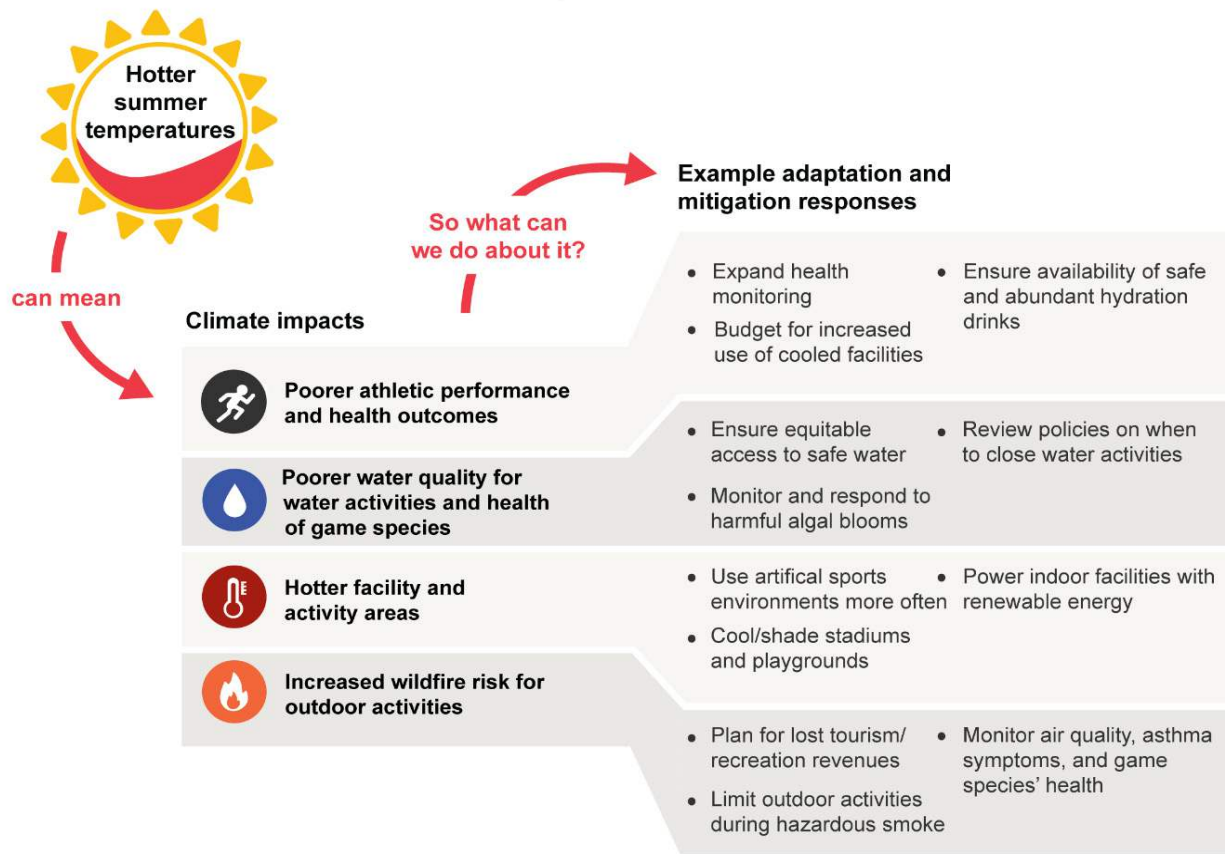 Hotter
summer
temperatures
can mean
So what can
we do about it?
Climate impacts
Poorer athletic performance
and health outcomes
Poorer water quality for
water activities and health
of game species
Hotter facility and
activity areas
Increased wildfire risk for
outdoor activities
Example adaptation and
mitigation responses
• Expand health
monitoring
• Budget for increased
use of cooled facilities
• Ensure availability of safe
and abundant hydration
drinks
• Ensure equitable
access to safe water
• Monitor and respond to
harmful algal blooms
• Review policies on when
to close water activities
• Use artifical sports
environments more often
• Cool/shade stadiums
and playgrounds
• Power indoor facilities with
renewable energy
• Plan for lost tourism/
recreation revenues
• Limit outdoor activities
during hazardous smoke
• Monitor air quality, asthma
symptoms, and game
species’ health